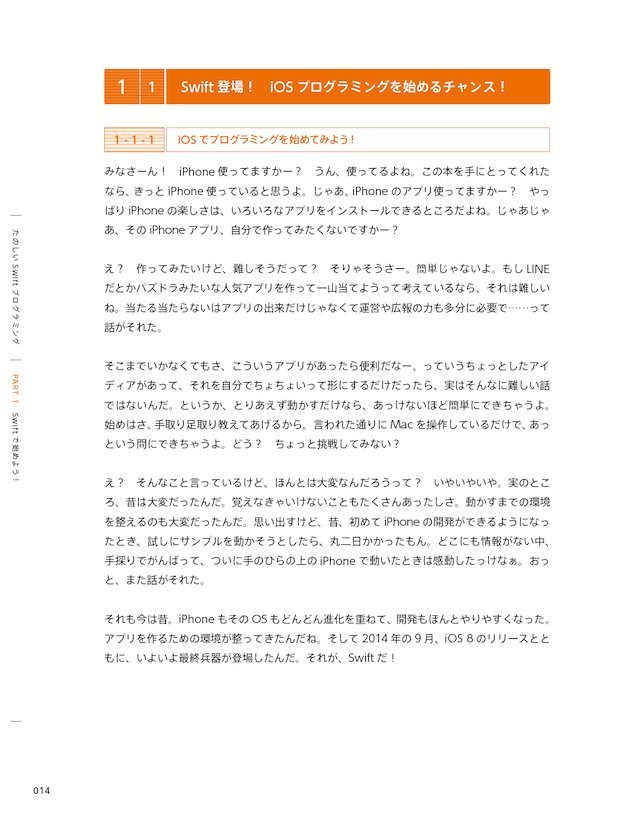 1 1 Swift 登場！　iOS プログラミングを始めるチャンス！
1-1-1 IOSでプログラミングを始めてみよう！
みなさーん！　iPhone 使ってますかー？　うん、使ってるよね。この本を手にとってくれた
なら、きっと iPhone 使っていると思うよ。じゃあ、iPhone のアプリ使ってますー？　やっ
ぱり iPhone の楽しさは、いろいろなアプリをインストールできるところだよね。じゃあじゃ
あ、その iPhone アプリ、自分で作ってみたくないですかー？
え？　作ってみたいけど、難しそうだって？　そりゃそうさー。簡単じゃないよ。もし LINE
だとかパズドラみたいな人気アプリを作って一山当てようって考えているなら、それは難しい
ね。当たる当たらないはアプリの出来だけじゃなくて運営や広報の力も多分に必要で……って
話がそれた。
そこまでいかなくてもさ、こういうアプリがあったら便利だなー、っていうちょっとしたアイ
ディアがあって、それを自分でちょちょいって形にするだけだったら、実はそんなに難しい話
ではないんだ。というか、とりあえず動かすだけなら、あっけないほど簡単にできちゃうよ。
始めはさ、手取り足取り教えてあげるから。言われた通りに Mac を操作しているだけで、あっ
という間にできちゃうよ。どう？　ちょっと挑戦してみない？
え？　そんなこと言っているけど、ほんとは大変なんだろうって？　いやいやいや。実のとこ
ろ、昔は大変だったんだ。覚えなきゃいけないこともたくさんあったしさ。動かすまでの環境
を整えるのも大変だったんだ。思い出すけど、昔、初めて iPhone の開発ができるようになっ
たとき、試しにサンプルを動かそうとしたら、丸二日かかったもん。どこにも情報がない中、
手探りでがんばって、ついに手のひらの上の iPhone で動いたときは感動したっけなぁ。おっ
と、また話がそれた。
それも今は昔。iPhone もその OS もどんどん進化を重ねて、開発もほんとやりやすくなった。
アプリを作るための環境が整ってきたんだね。そして 2014 年の 9 月、iOS 8 のリリースとと
もに、いよいよ最終兵器が登場したんだ。それが、Swift だ！
たのしい Swift プログラミング
PART 1　Swift で始めよう！
014